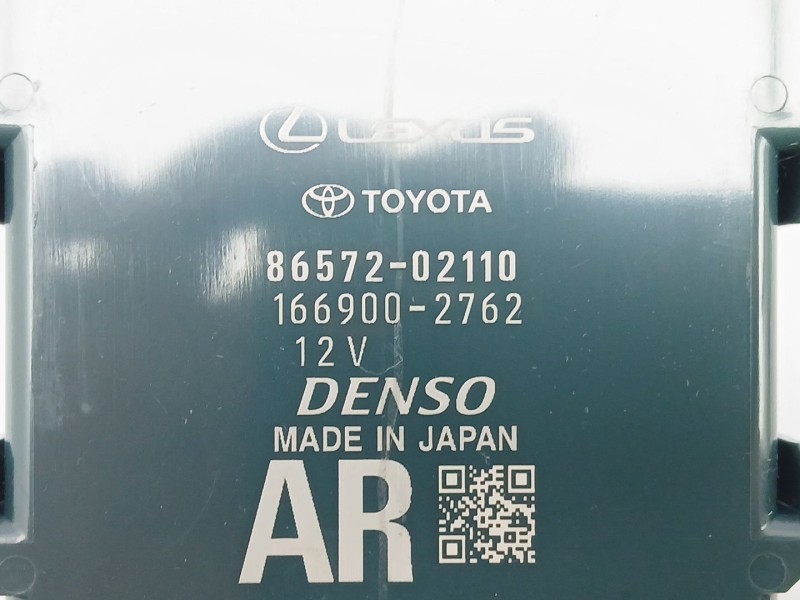 LEXUS
TOYOTA
86572-02110
166900-2762
12V
DENSO
MADE IN JAPAN
AR